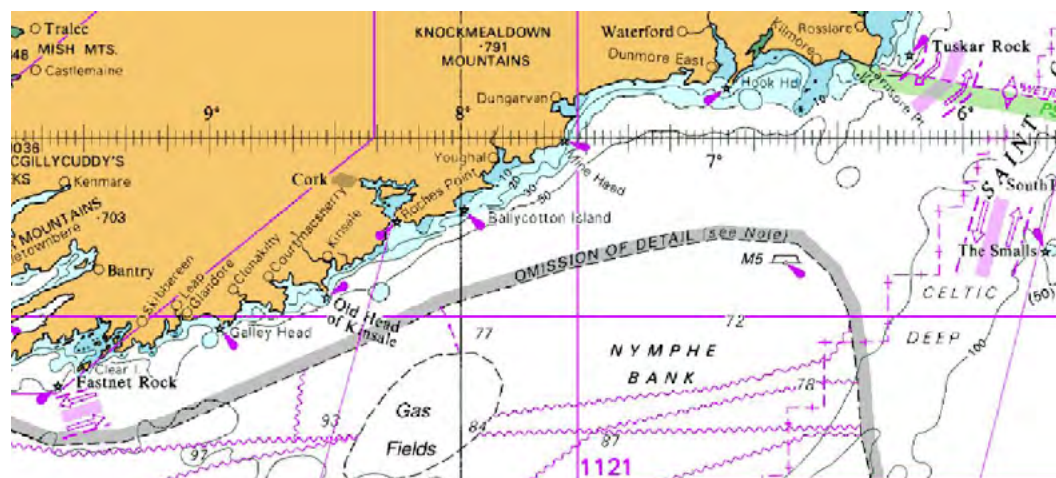 Tralee
MISH MTS.
Castlemaine
KNOCKMEALDOWN
·791
MOUNTAINS
Waterford
Dunmore East
Kilmore
Rosslare
Tuskar Rock
Hook Hd
Dungarvan
9°
8°
7°
6°
Youghal
Mine Head
Cork
Roches Point
Ballycotton Island
10
20
30
50
Kenmare
MOUNTAINS
·703
Bantry
Skibbereen
Leap
Glandore
Clonakilty
Courtmacsherry
Kinsale
Galley Head
Old Head
of Kinsale
Clear I.
Fastnet Rock
OMISSION OF DETAIL (see Note)
M5
SAINT
The Smalls
CELTIC
DEEP
(50)
100
77
72
NYMPHE
BANK
78
Gas
Fields
93
84
87
97
1121